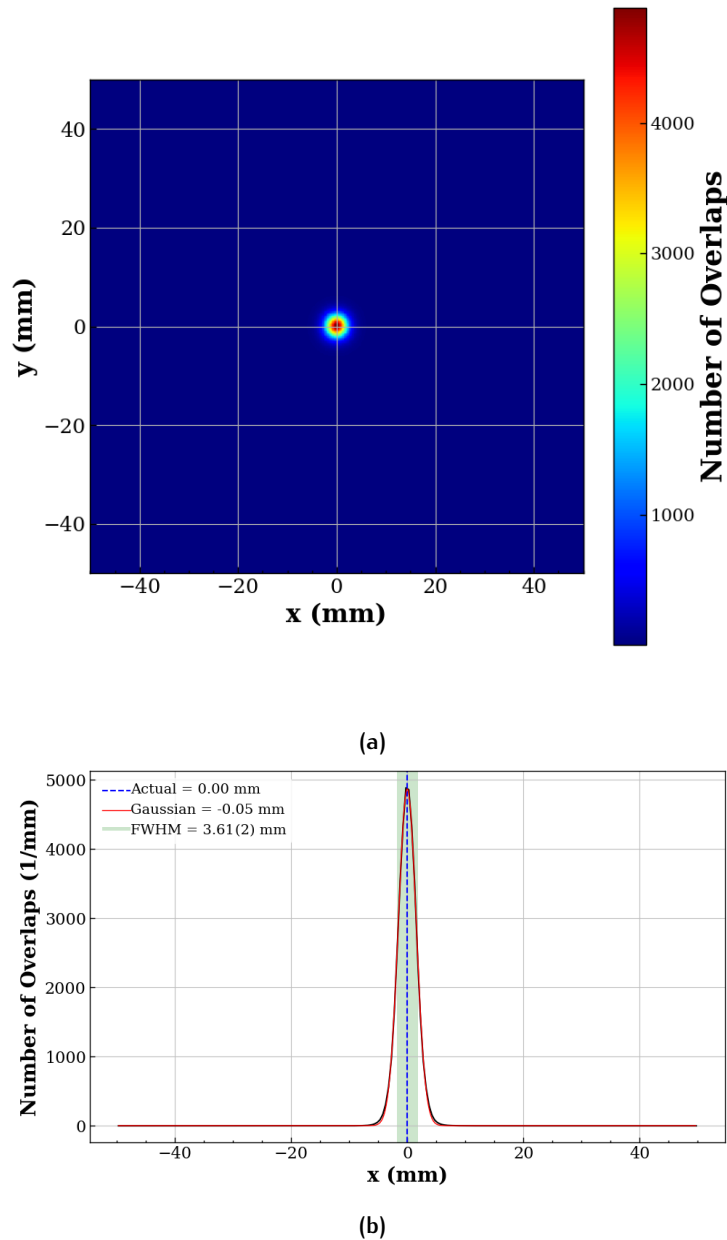 40
20
0
−20
−40
y (mm)
−40 −20 0 20 40
x (mm)
4000
3000
2000
1000
Number of Overlaps
(a)
5000
4000
3000
2000
1000
0
Number of Overlaps (1/mm)
Actual = 0.00 mm
Gaussian = -0.05 mm
FWHM = 3.61(2) mm
−40 −20 0 20 40
x (mm)
(b)